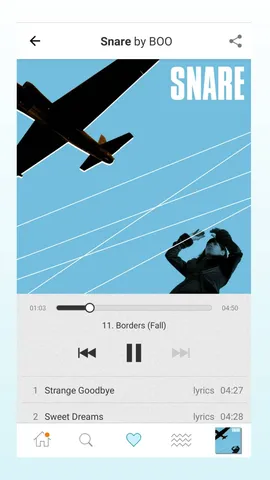 Snare by BOO
SNARE
01:03 04:50
11. Borders (Fall)
1 Strange Goodbye lyrics 04:27
2 Sweet Dreams lyrics 04:28